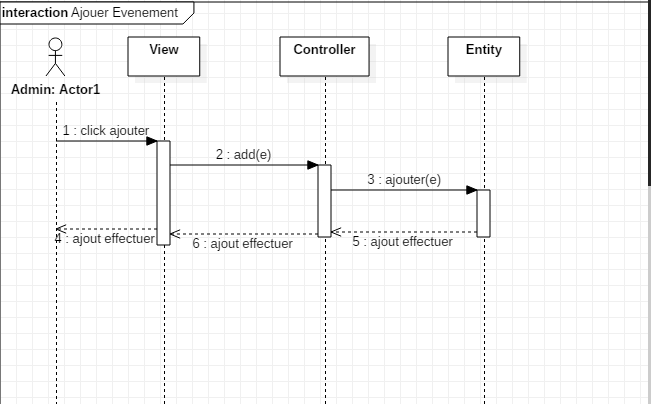 interaction Ajouer Evenement
View
Controller
Entity
Admin: Actor1
1 : click ajouter
2 : add(e)
3 : ajouter(e)
4 : ajout effectuer
6 : ajout effectuer
5 : ajout effectuer